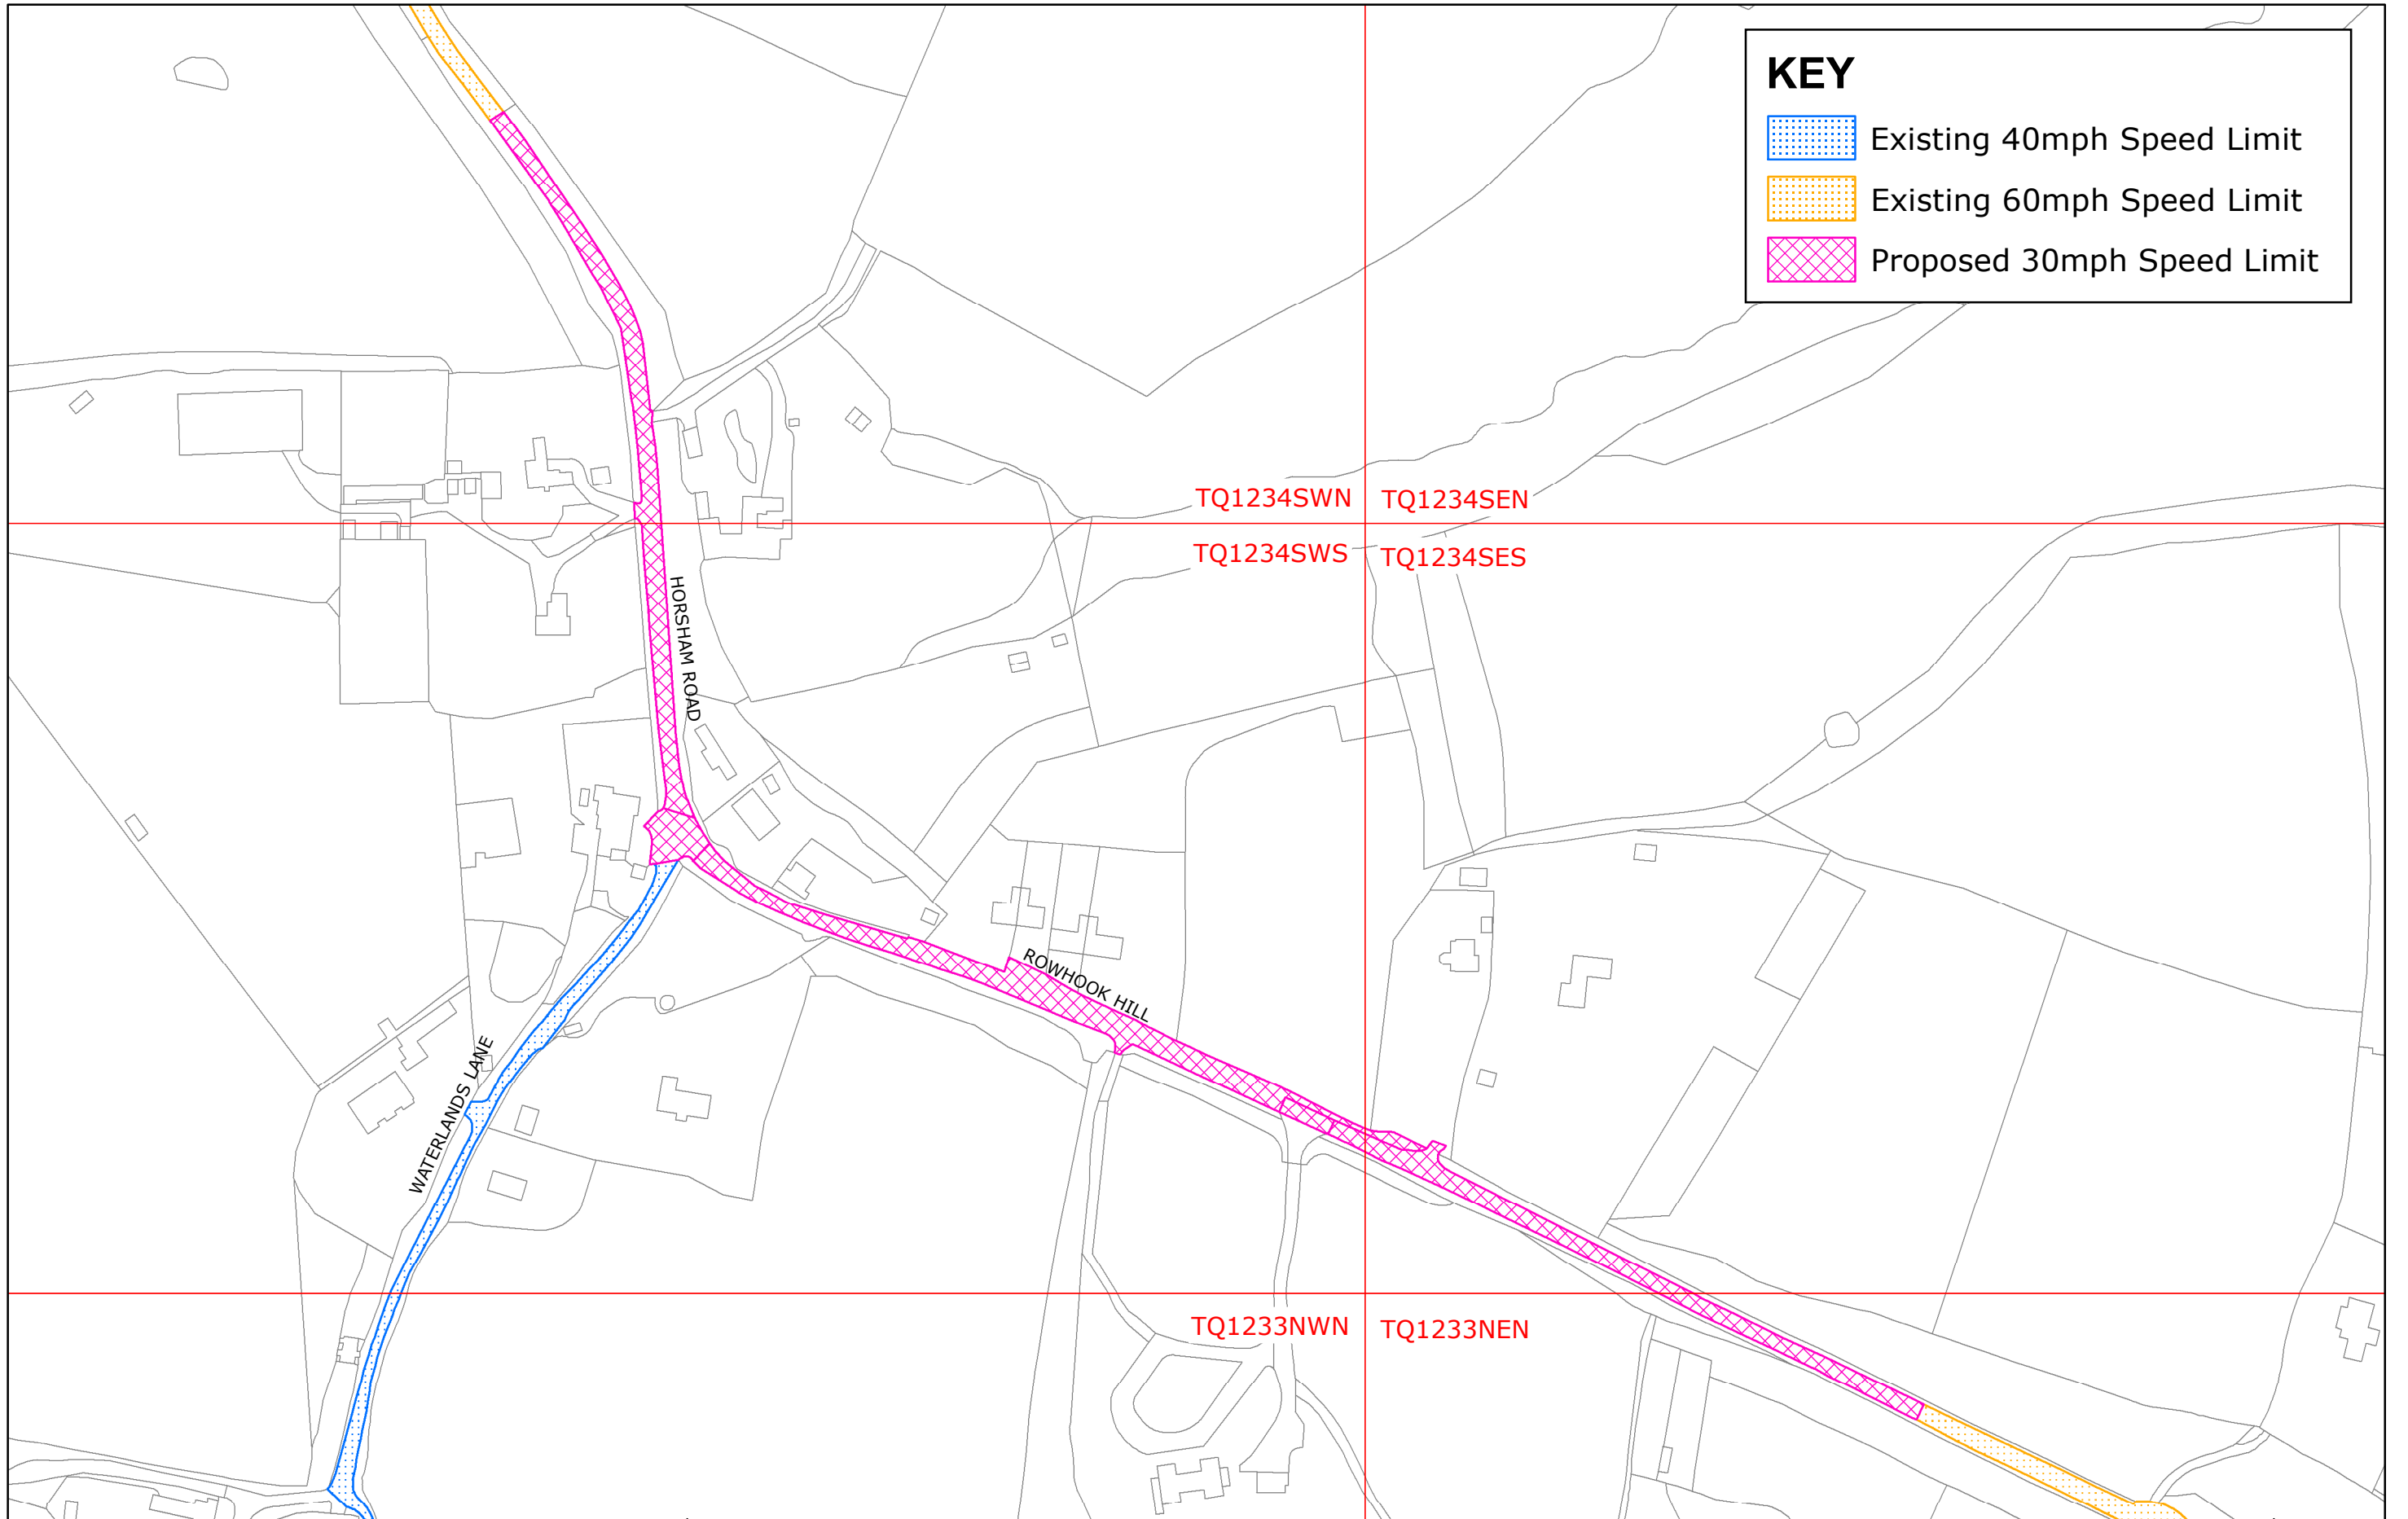 KEY
Existing 40mph Speed Limit
Existing 60mph Speed Limit
Proposed 30mph Speed Limit
TQ1234SWN
TQ1234SEN
TQ1234SWS
TQ1234SES
HORSHAM ROAD
ROWHOOK HILL
WATERLANDS LANE
TQ1233NWN
TQ1233NEN